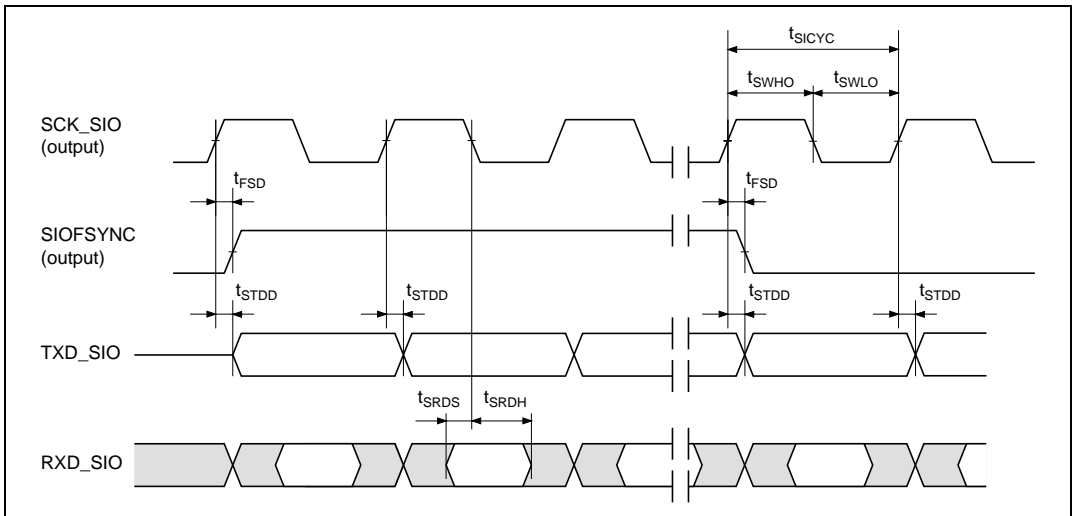 tSICYC
tSWHO tSWLO
SCK_SIO
(output)
tFSD tFSD
SIOFSYNC
(output)
tSTDD tSTDD tSTDD tSTDD
TXD_SIO
tSRDS tSRDH
RXD_SIO